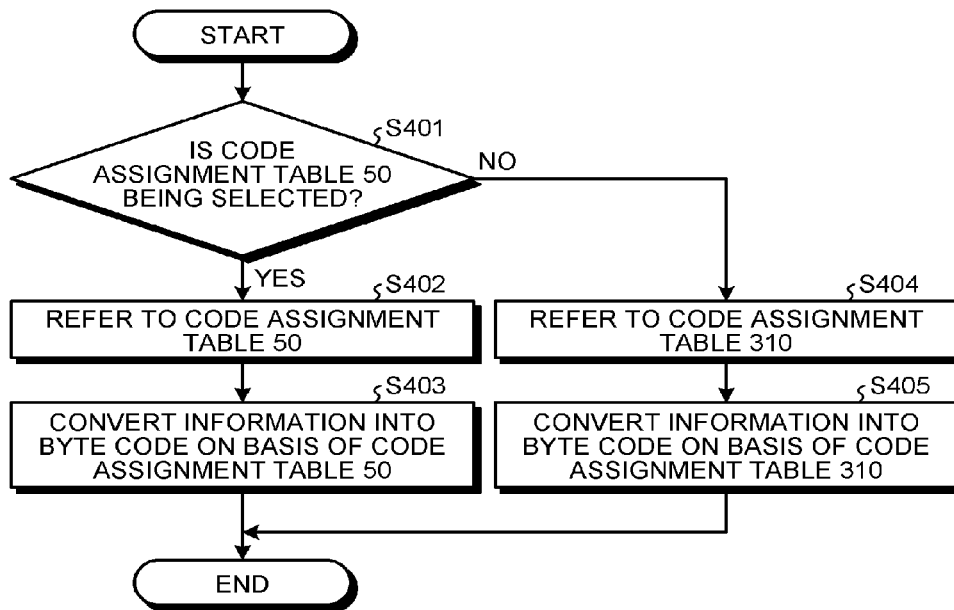 START
S401
IS CODE
ASSIGNMENT TABLE 50
BEING SELECTED?
NO
YES
S402
REFER TO CODE ASSIGNMENT
TABLE 50
S404
REFER TO CODE ASSIGNMENT
TABLE 310
S403
CONVERT INFORMATION INTO
BYTE CODE ON BASIS OF CODE
ASSIGNMENT TABLE 50
S405
CONVERT INFORMATION INTO
BYTE CODE ON BASIS OF CODE
ASSIGNMENT TABLE 310
END